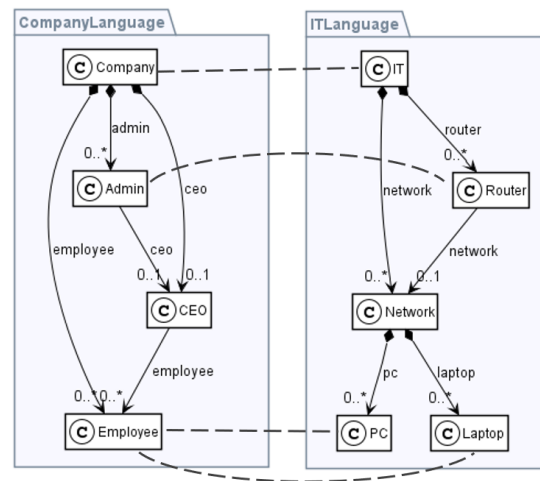 CompanyLanguage
ITLanguage
C Company
C IT
admin
router
0..*
0..*
C Admin
C Router
ceo
network
employee
ceo
network
0..1
0..1
0..*
0..1
C CEO
C Network
employee
pc
laptop
0..*
0..*
0..*
0..*
C Employee
C PC
C Laptop